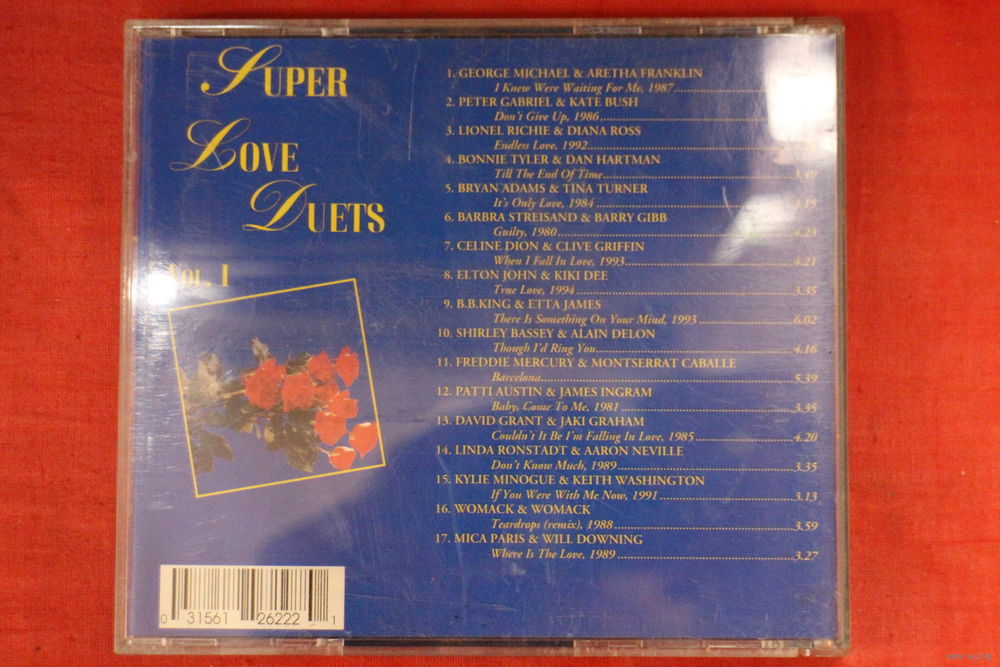 SUPER
LOVE
DUETS
VOL. I
1. GEORGE MICHAEL & ARETHA FRANKLIN
I Knew Were Waiting For Me, 1987
2. PETER GABRIEL & KATE BUSH
Don't Give Up, 1986
3. LIONEL RICHIE & DIANA ROSS
Endless Love, 1992
4. BONNIE TYLER & DAN HARTMAN
Till The End Of Time 3.49
5. BRYAN ADAMS & TINA TURNER
It's Only Love, 1984 3.15
6. BARBRA STREISAND & BARRY GIBB
Guilty, 1980 4.23
7. CELINE DION & CLIVE GRIFFIN
When I Fall In Love, 1993 4.21
8. ELTON JOHN & KIKI DEE
True Love, 1994 3.35
9. B.B.KING & ETTA JAMES
There Is Something On Your Mind, 1993 6.02
10. SHIRLEY BASSEY & ALAIN DELON
Though I'd Ring You 4.16
11. FREDDIE MERCURY & MONTSERRAT CABALLE
Barcelona 5.39
12. PATTI AUSTIN & JAMES INGRAM
Baby, Come To Me, 1981 3.35
13. DAVID GRANT & JAKI GRAHAM
Couldn't It Be I'm Falling In Love, 1985 4.20
14. LINDA RONSTADT & AARON NEVILLE
Don't Know Much, 1989 3.35
15. KYLIE MINOGUE & KEITH WASHINGTON
If You Were With Me Now, 1991 3.13
16. WOMACK & WOMACK
Teardrops (remix), 1988 3.59
17. MICA PARIS & WILL DOWNING
Where Is The Love, 1989 3.27
0 31561 26222 1